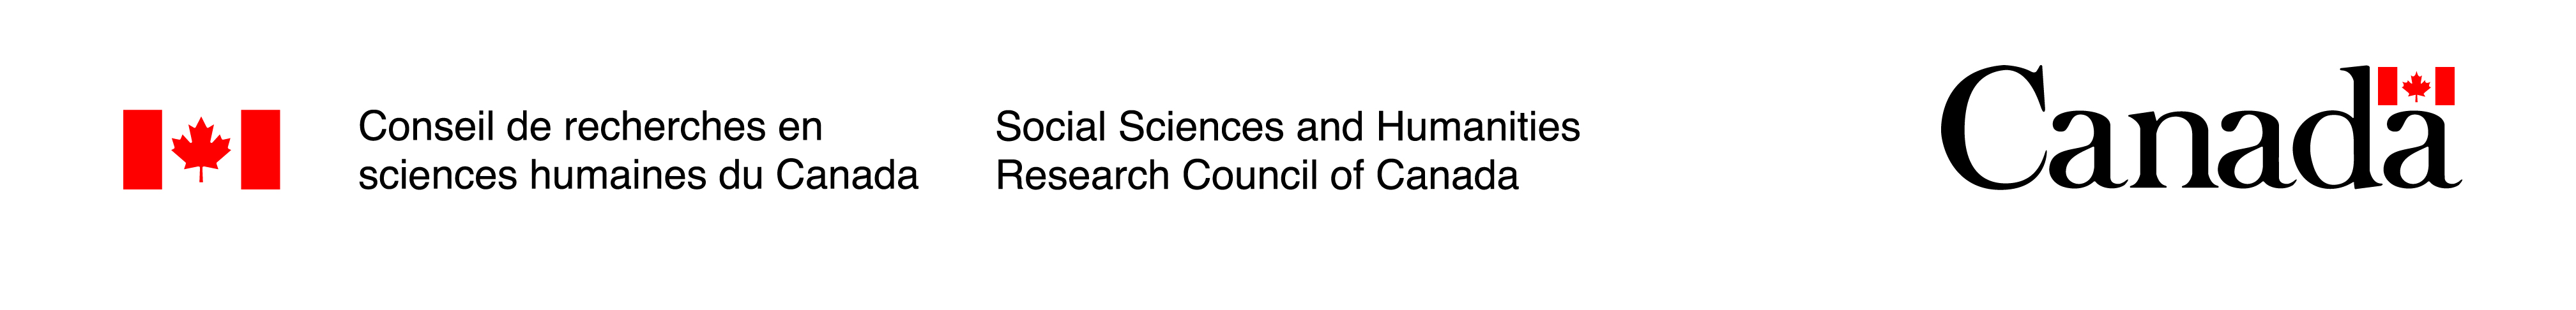 Conseil de recherches en
sciences humaines du Canada
Social Sciences and Humanities
Research Council of Canada
Canada